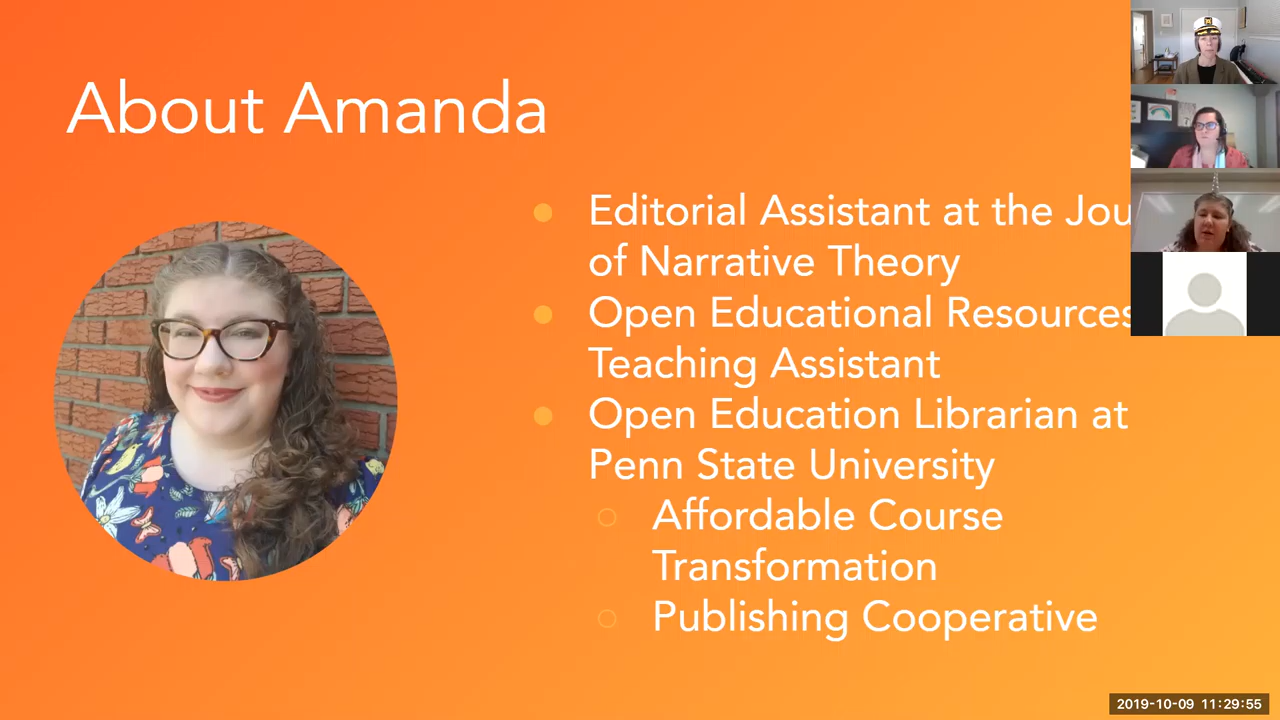 About Amanda
Editorial Assistant at the Jou
of Narrative Theory
Open Educational Resources
Teaching Assistant
Open Education Librarian at
Penn State University
Affordable Course
Transformation
Publishing Cooperative
2019-10-09 11:29:55